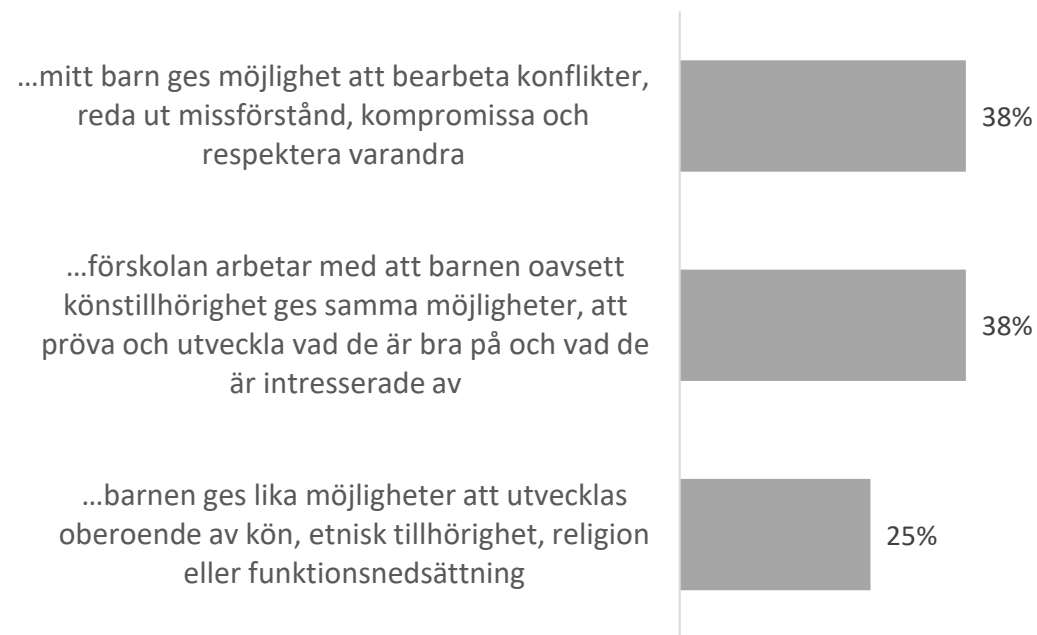 …mitt barn ges möjlighet att bearbeta konflikter,
reda ut missförstånd, kompromissa och
respektera varandra
38%
…förskolan arbetar med att barnen oavsett
könstillhörighet ges samma möjligheter, att
pröva och utveckla vad de är bra på och vad de
är intresserade av
38%
…barnen ges lika möjligheter att utvecklas
oberoende av kön, etnisk tillhörighet, religion
eller funktionsnedsättning
25%